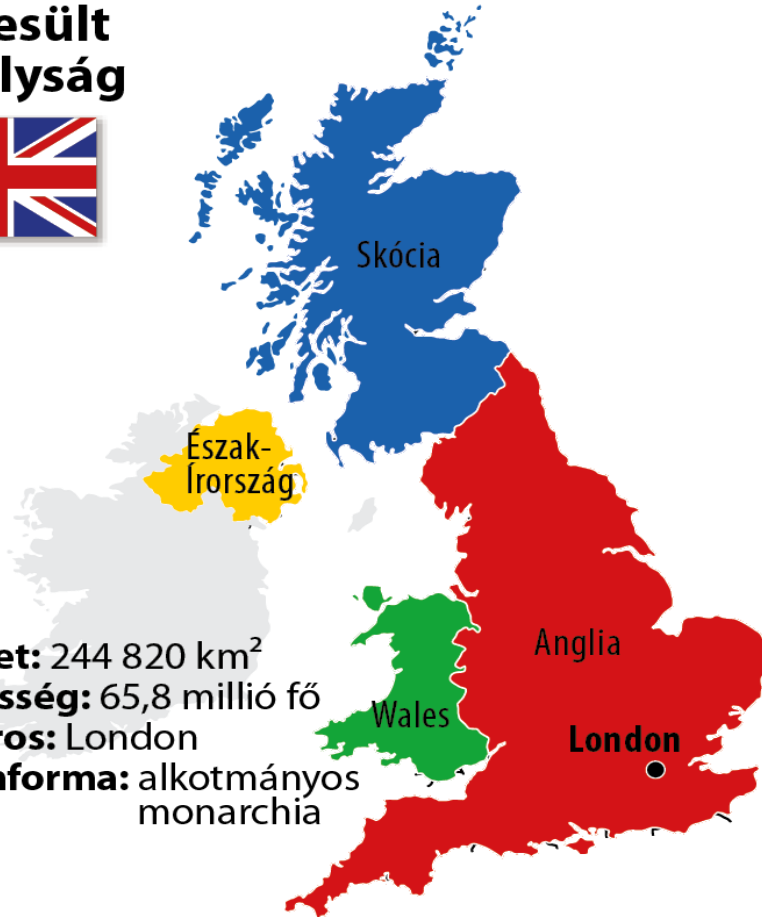 esült
lyság
Skócia
Észak-
Írország
Anglia
et: 244 820 km²
sség: 65,8 millió fő
Wales
ros: London
London
forma: alkotmányos
monarchia